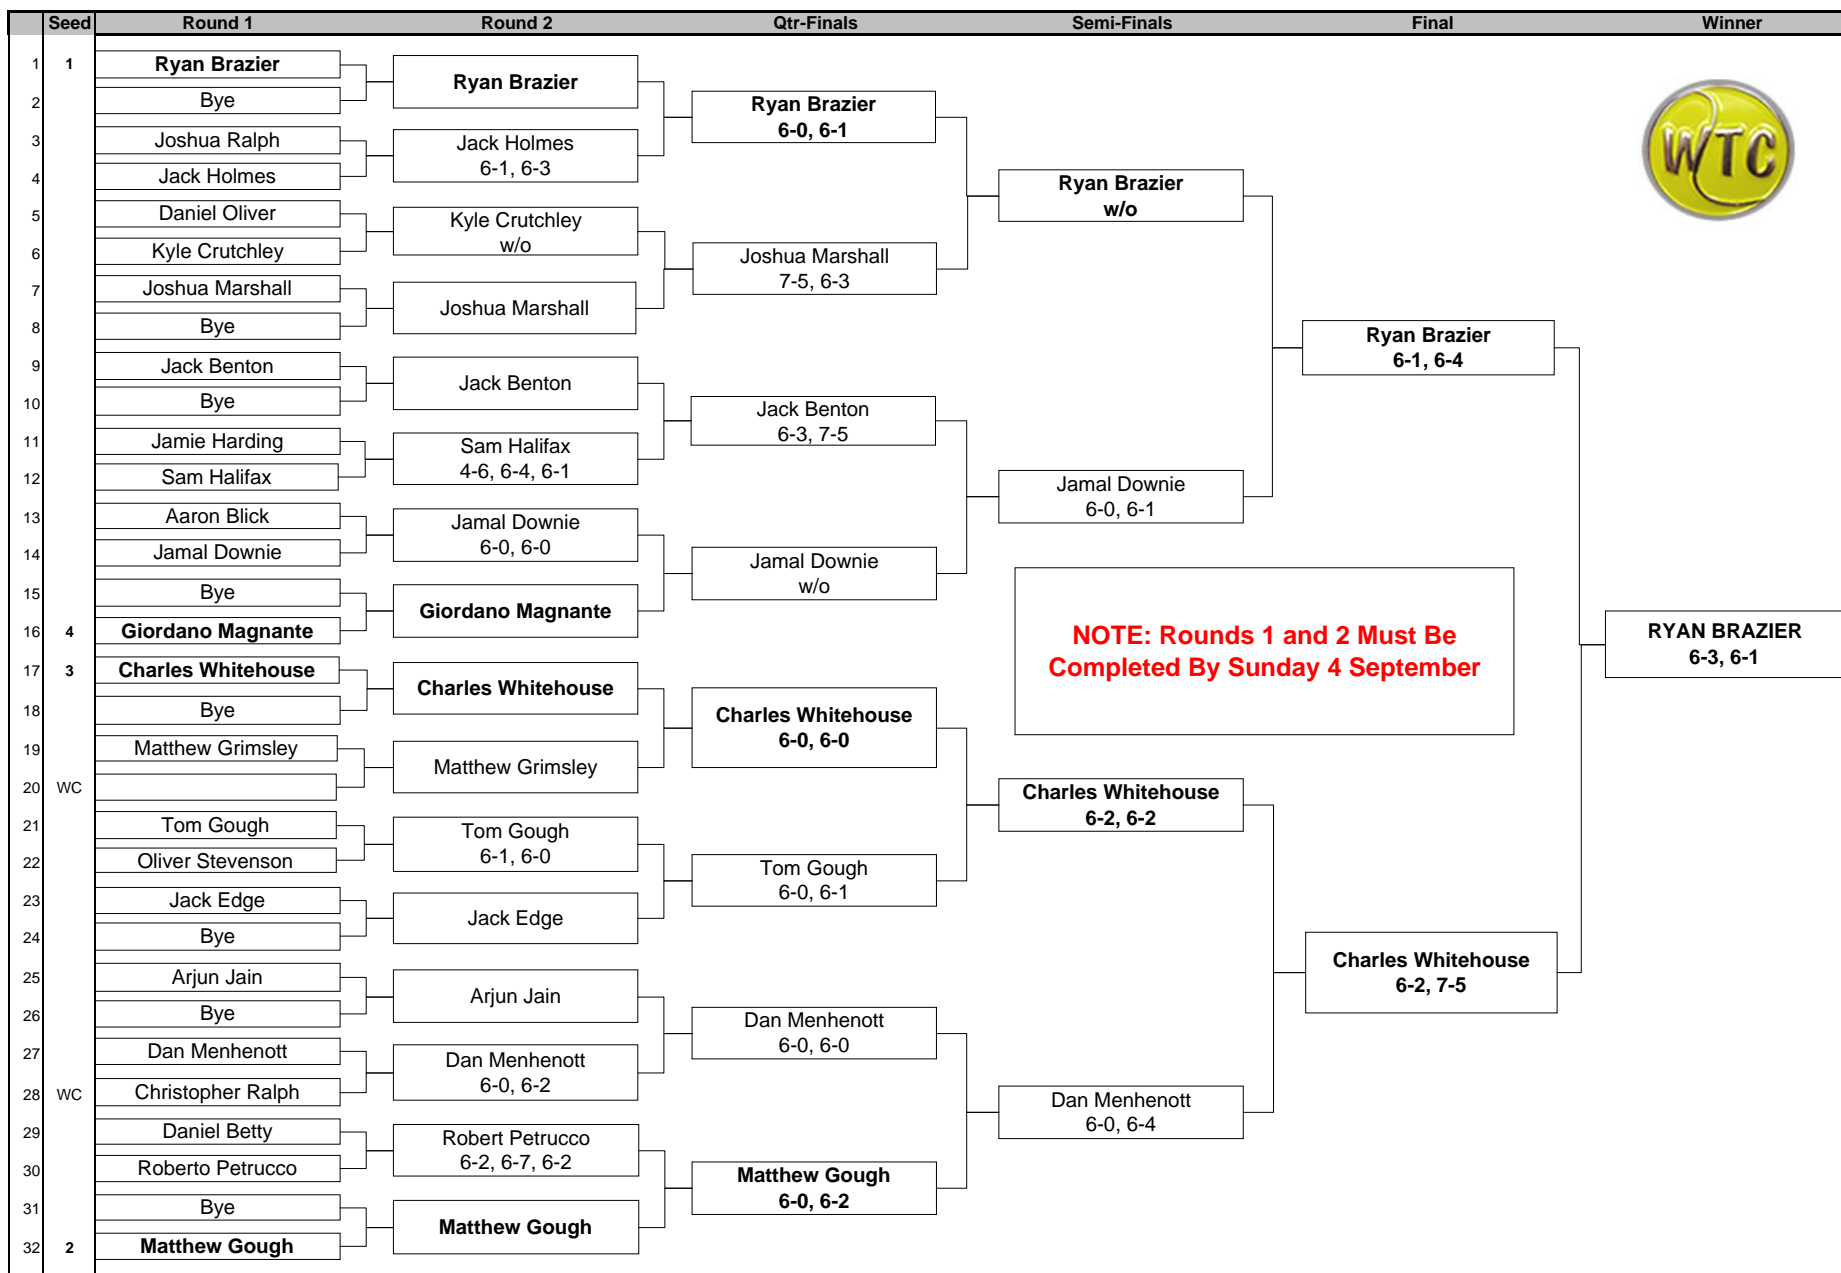 Seed Round 1 Round 2 Qtr-Finals Semi-Finals Final Winner
1 1 Ryan Brazier
2 Bye
3 Joshua Ralph
4 Jack Holmes
5 Daniel Oliver
6 Kyle Crutchley
7 Joshua Marshall
8 Bye
9 Jack Benton
10 Bye
11 Jamie Harding
12 Sam Halifax
13 Aaron Blick
14 Jamal Downie
15 Bye
16 4 Giordano Magnante
17 3 Charles Whitehouse
18 Bye
19 Matthew Grimsley
20 WC
21 Tom Gough
22 Oliver Stevenson
23 Jack Edge
24 Bye
25 Arjun Jain
26 Bye
27 Dan Menhenott
28 WC Christopher Ralph
29 Daniel Betty
30 Roberto Petrucco
31 Bye
32 2 Matthew Gough
Ryan Brazier
Jack Holmes
6-1, 6-3
Kyle Crutchley
w/o
Joshua Marshall
Jack Benton
Sam Halifax
4-6, 6-4, 6-1
Jamal Downie
6-0, 6-0
Giordano Magnante
Charles Whitehouse
Matthew Grimsley
Tom Gough
6-1, 6-0
Jack Edge
Arjun Jain
Dan Menhenott
6-0, 6-2
Robert Petrucco
6-2, 6-7, 6-2
Matthew Gough
Ryan Brazier
6-0, 6-1
Joshua Marshall
7-5, 6-3
Jack Benton
6-3, 7-5
Jamal Downie
w/o
Charles Whitehouse
6-0, 6-0
Tom Gough
6-0, 6-1
Dan Menhenott
6-0, 6-0
Matthew Gough
6-0, 6-2
Ryan Brazier
w/o
Jamal Downie
6-0, 6-1
NOTE: Rounds 1 and 2 Must Be
Completed By Sunday 4 September
Charles Whitehouse
6-2, 6-2
Dan Menhenott
6-0, 6-4
Ryan Brazier
6-1, 6-4
Charles Whitehouse
6-2, 7-5
WTC
RYAN BRAZIER
6-3, 6-1